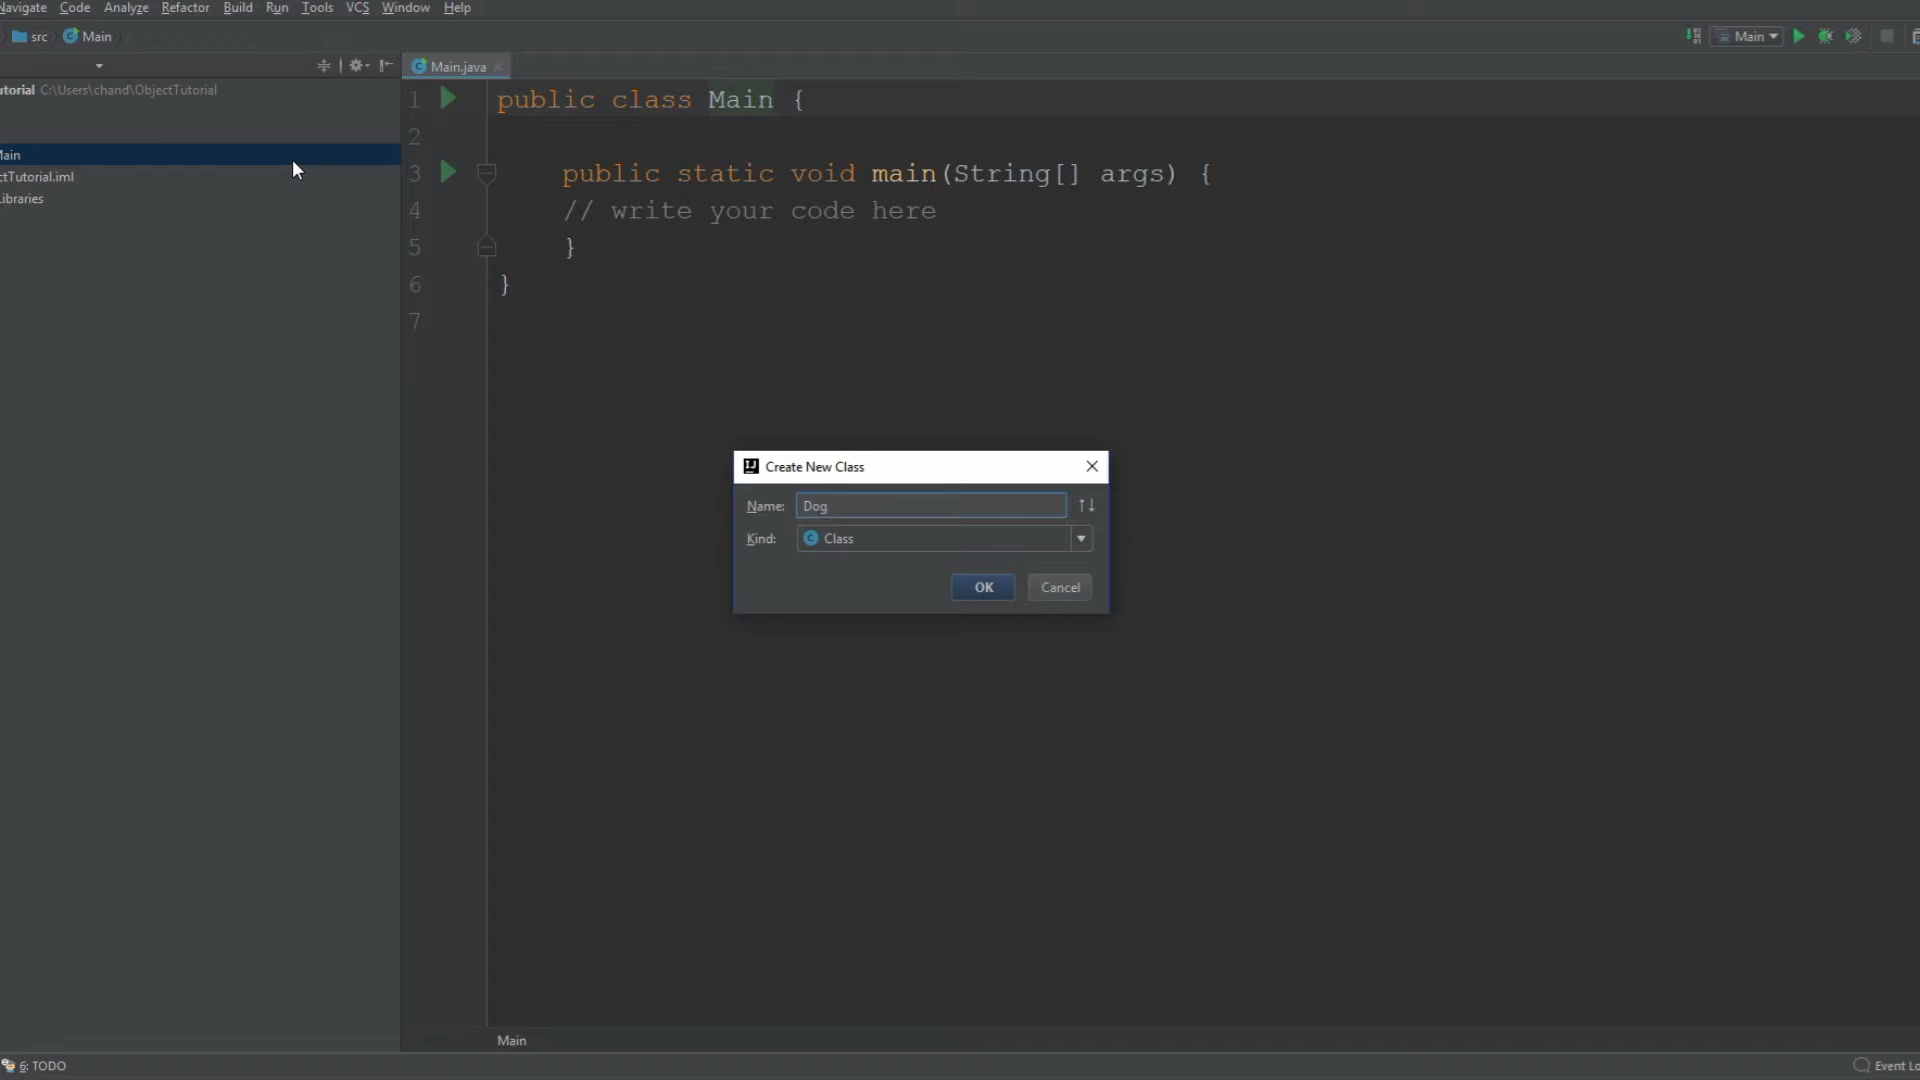 Navigate Code Analyze Refactor Build Run Tools VCS Window Help
src Main
Main
Main.java
utorial C:\Users\chand\ObjectTutorial
Main
ctTutorial.iml
Libraries
1 public class Main {
2
3 public static void main(String[] args) {
4 // write your code here
5 }
6 }
7
Create New Class
Name: Dog
Kind: Class
OK Cancel
Main
6: TODO
Event Lo